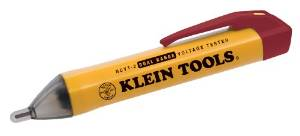 NCVT-2 DUAL RANGE VOLTAGE TESTER
KLEIN TOOLS®